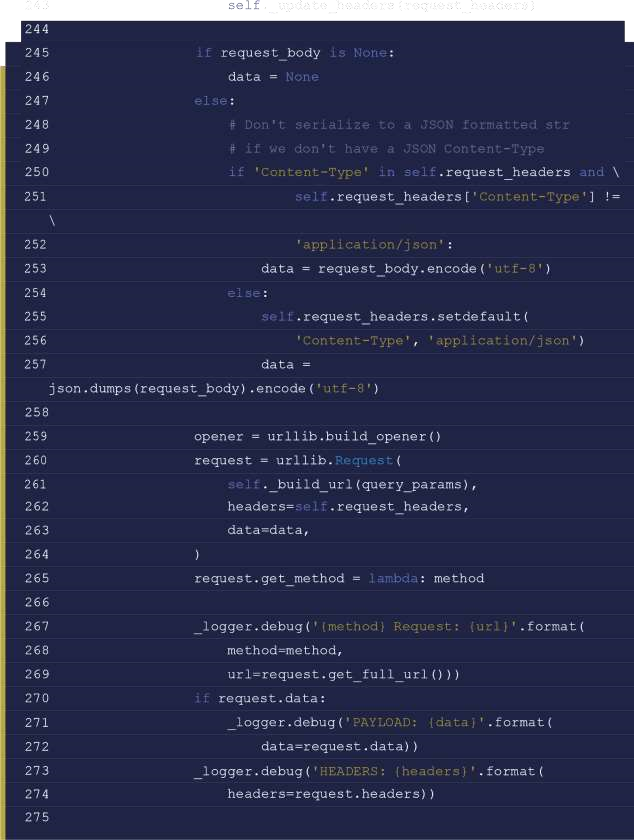 243 self._update_headers(request_headers)
244
245 if request_body is None:
246 data = None
247 else:
248 # Don't serialize to a JSON formatted str
249 # if we don't have a JSON Content-Type
250 if 'Content-Type' in self.request_headers and \
251 self.request_headers['Content-Type'] !=
\
252 'application/json':
253 data = request_body.encode('utf-8')
254 else:
255 self.request_headers.setdefault(
256 'Content-Type', 'application/json')
257 data =
json.dumps(request_body).encode('utf-8')
258
259 opener = urllib.build_opener()
260 request = urllib.Request(
261 self._build_url(query_params),
262 headers=self.request_headers,
263 data=data,
264 )
265 request.get_method = lambda: method
266
267 _logger.debug('{method} Request: {url}'.format(
268 method=method,
269 url=request.get_full_url()))
270 if request.data:
271 _logger.debug('PAYLOAD: {data}'.format(
272 data=request.data))
273 _logger.debug('HEADERS: {headers}'.format(
274 headers=request.headers))
275